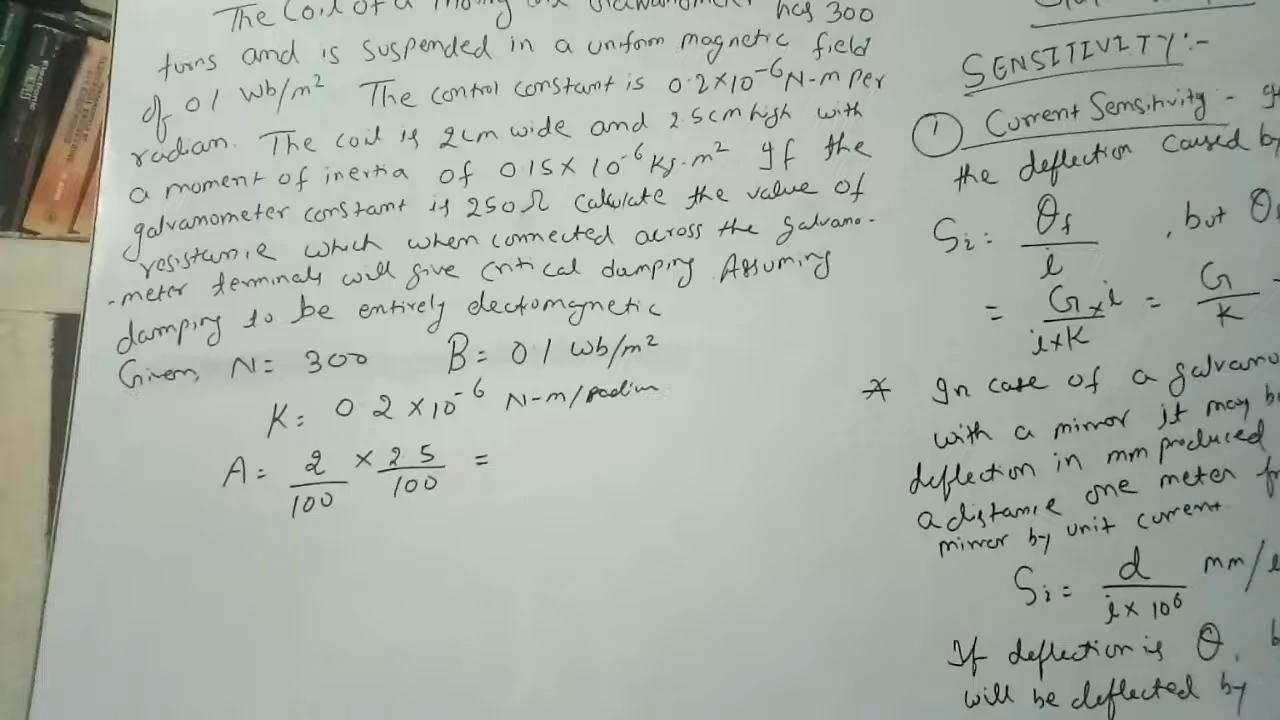 The Coil of a moving has 300
turns and is suspended in a uniform magnetic field
of 0.1 Wb/m² The control constant is 0.2×10⁻⁶ N-m per
radian. The coil is 2cm wide and 2.5cm high with
a moment of inertia of 0.15 × 10⁻⁶ kg.m² If the
galvanometer constant is 250Ω Calculate the value of
resistance which when connected across the galvano-
-meter terminals will give critical damping. Assuming
damping to be entirely electomagnetic
Given, N = 300 B = 0.1 Wb/m²
K = 0.2 × 10⁻⁶ N-m/radian
A = 2/100 × 2.5/100 =
SENSITIVITY :-
① Current Sensitivity -
the deflection caused by
Si = θf/i , but θ
= G×i/i×K = G/K
* In case of a galvano
with a mirror it may b
deflection in mm produced
a distance one meter f
mirror by unit current.
Si = d/i×10⁶ mm/
If deflection is θ, b
will be deflected by